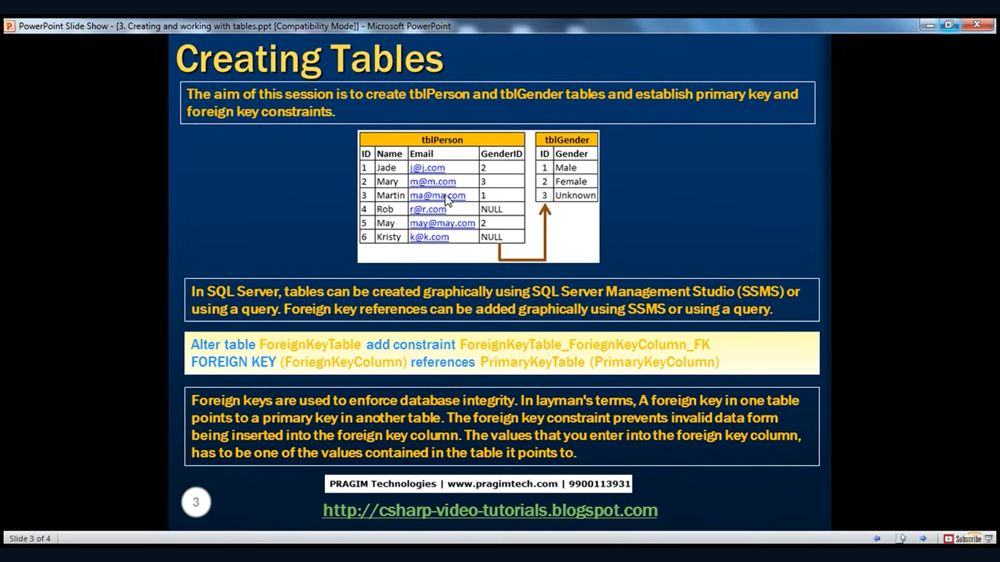 PowerPoint Slide Show - [3. Creating and working with tables.ppt [Compatibility Mode]] - Microsoft PowerPoint
Creating Tables
The aim of this session is to create tblPerson and tblGender tables and establish primary key and
foreign key constraints.
tblPerson
ID Name Email GenderID
1 Jade j@j.com 2
2 Mary m@m.com 3
3 Martin ma@ma.com 1
4 Rob r@r.com NULL
5 May may@may.com 2
6 Kristy k@k.com NULL
tblGender
ID Gender
1 Male
2 Female
3 Unknown
In SQL Server, tables can be created graphically using SQL Server Management Studio (SSMS) or
using a query. Foreign key references can be added graphically using SSMS or using a query.
Alter table ForeignKeyTable add constraint ForeignKeyTable_ForiegnKeyColumn_FK
FOREIGN KEY (ForiegnKeyColumn) references PrimaryKeyTable (PrimaryKeyColumn)
Foreign keys are used to enforce database integrity. In layman's terms, A foreign key in one table
points to a primary key in another table. The foreign key constraint prevents invalid data form
being inserted into the foreign key column. The values that you enter into the foreign key column,
has to be one of the values contained in the table it points to.
PRAGIM Technologies | www.pragimtech.com | 9900113931
3
http://csharp-video-tutorials.blogspot.com
Slide 3 of 4
Subscribe